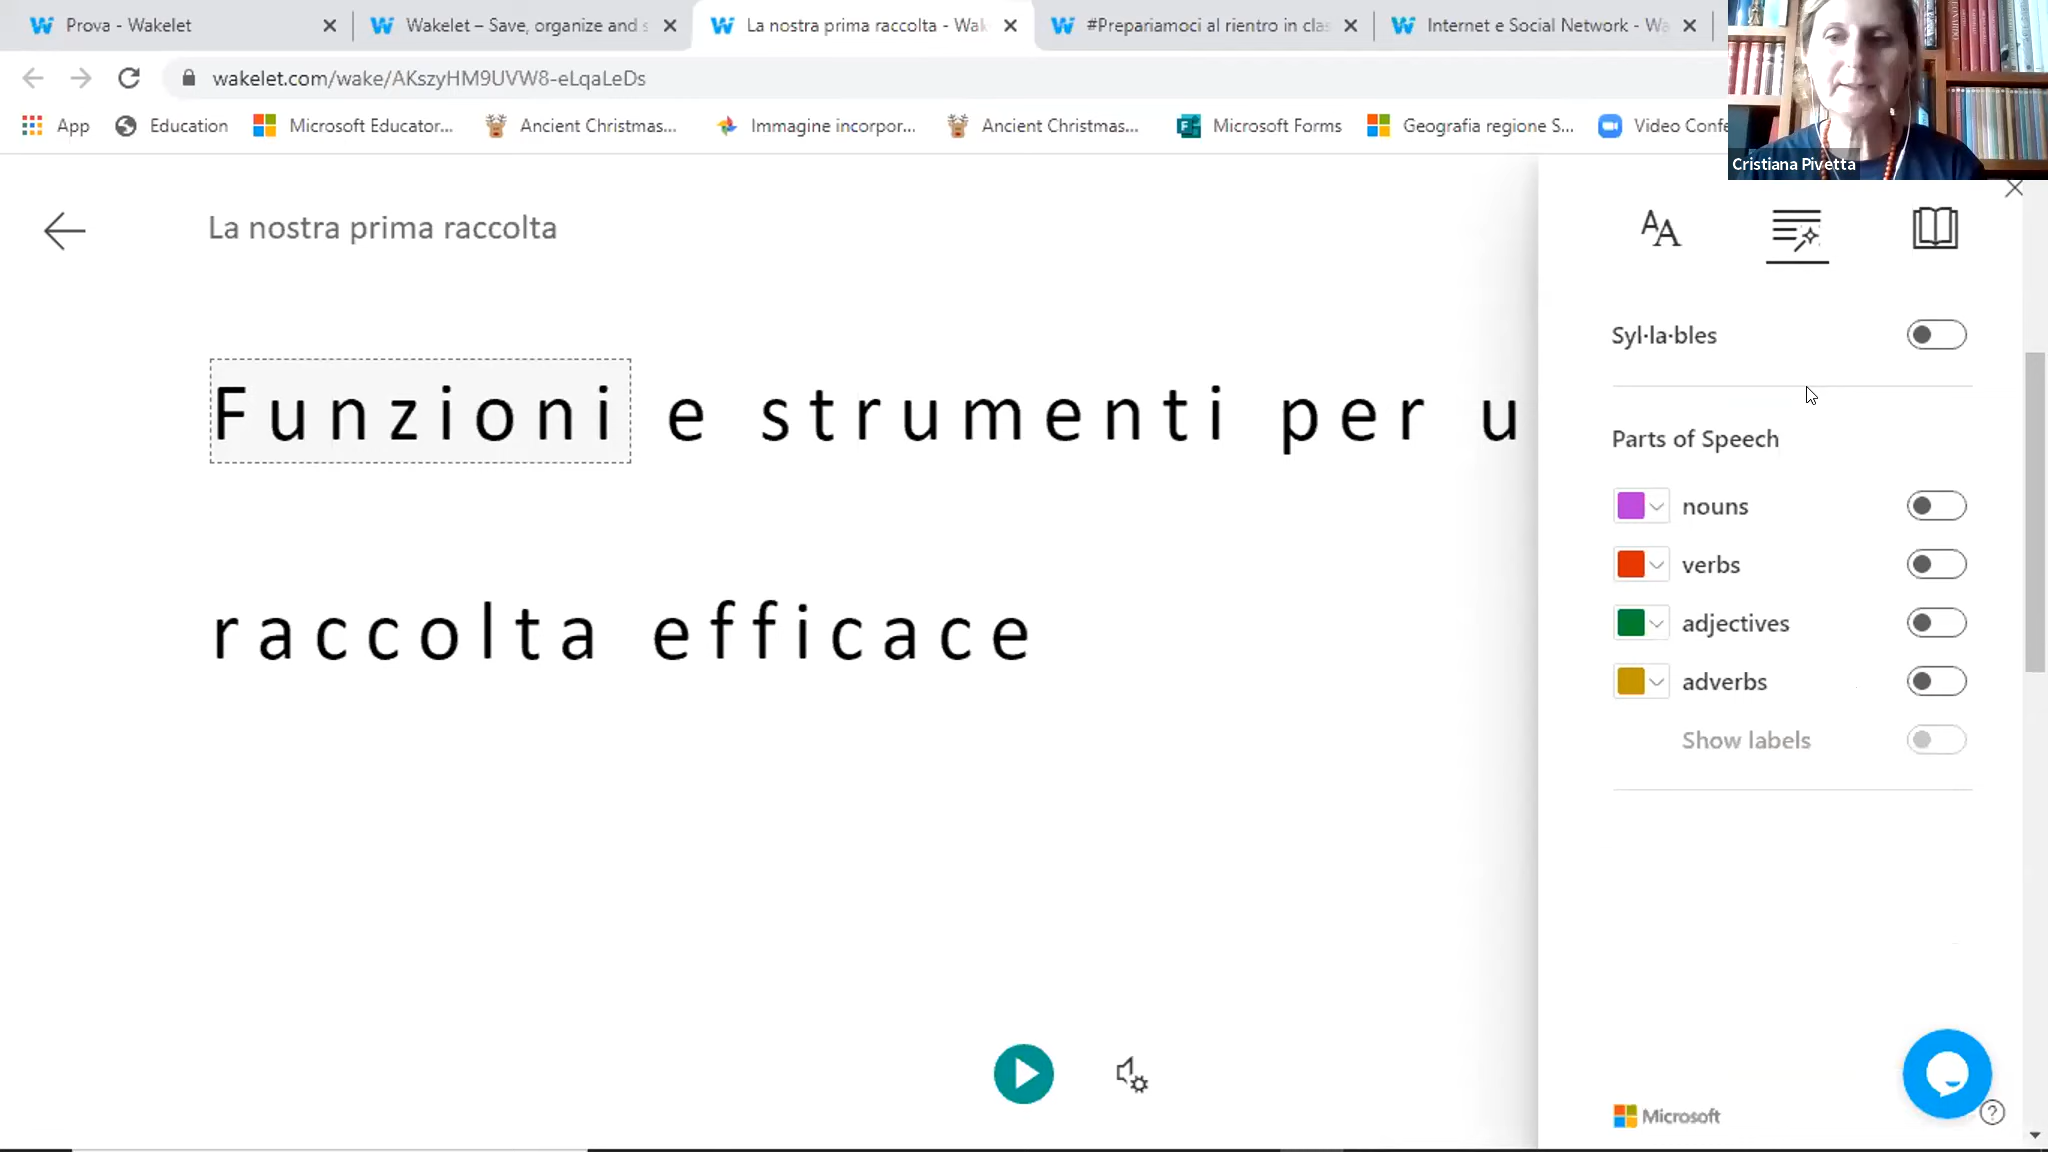 Prova - Wakelet
Wakelet – Save, organize and s
La nostra prima raccolta - Wak
#Prepariamoci al rientro in clas
Internet e Social Network - Wa
wakelet.com/wake/AKszyHM9UVW8-eLqaLeDs
App
Education
Microsoft Educator...
Ancient Christmas...
Immagine incorpor...
Ancient Christmas...
Microsoft Forms
Geografia regione S...
Video Confe
Cristiana Pivetta
La nostra prima raccolta
Funzioni e strumenti per u
raccolta efficace
Syl·la·bles
Parts of Speech
nouns
verbs
adjectives
adverbs
Show labels
Microsoft